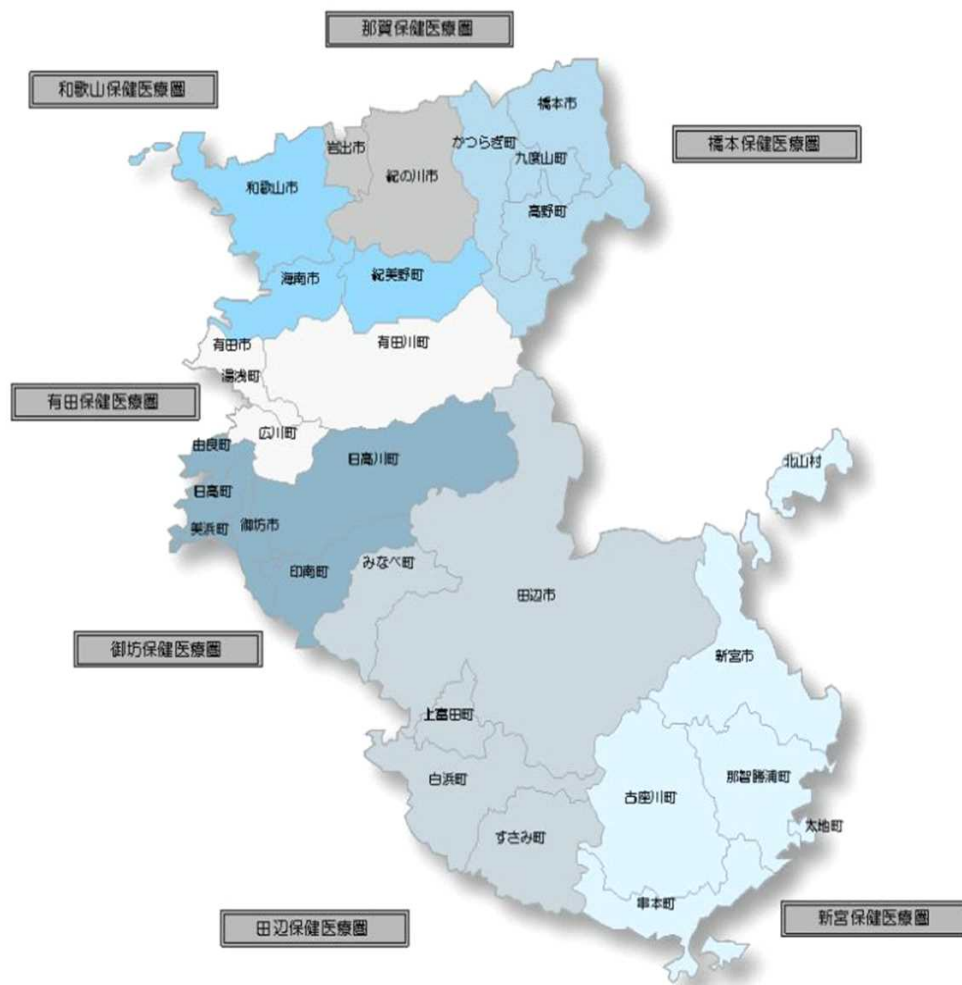 那賀保健医療圏
和歌山保健医療圏
橋本市
橋本保健医療圏
岩出市
かつらぎ町
九度山町
紀の川市
和歌山市
高野町
海南市
紀美野町
有田市
有田川町
湯浅町
有田保健医療圏
広川町
由良町
日高川町
北山村
日高町
美浜町
御坊市
みなべ町
印南町
田辺市
御坊保健医療圏
新宮市
上富田町
白浜町
那智勝浦町
古座川町
太地町
すさみ町
串本町
新宮保健医療圏
田辺保健医療圏